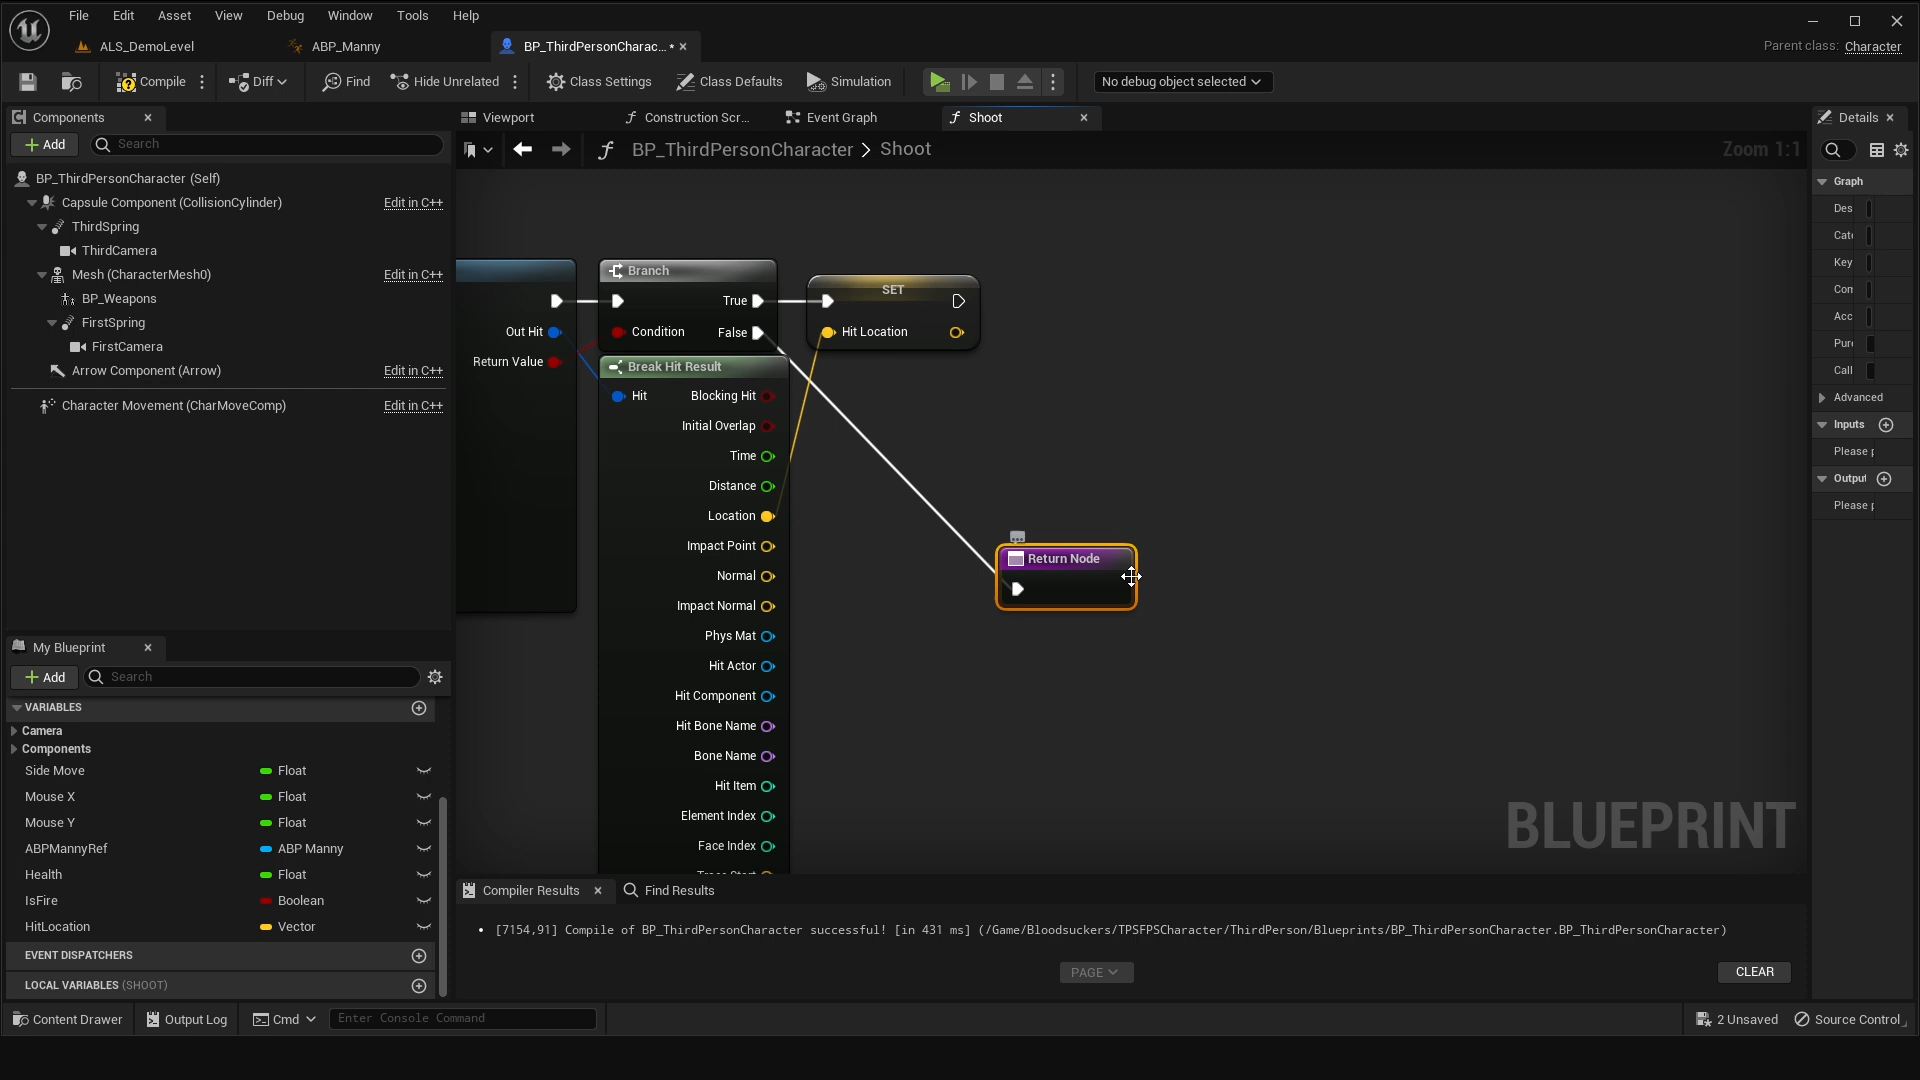 File Edit Asset View Debug Window Tools Help
ALS_DemoLevel ABP_Manny BP_ThirdPersonCharac... •
Parent class: Character
Compile Diff Find Hide Unrelated Class Settings Class Defaults Simulation No debug object selected
Components
Add Search
BP_ThirdPersonCharacter (Self)
Capsule Component (CollisionCylinder) Edit in C++
ThirdSpring
ThirdCamera
Mesh (CharacterMesh0) Edit in C++
BP_Weapons
FirstSpring
FirstCamera
Arrow Component (Arrow) Edit in C++
Character Movement (CharMoveComp) Edit in C++
My Blueprint
Add Search
VARIABLES
Camera
Components
Side Move Float
Mouse X Float
Mouse Y Float
ABPMannyRef ABP Manny
Health Float
IsFire Boolean
HitLocation Vector
EVENT DISPATCHERS
LOCAL VARIABLES (SHOOT)
Viewport Construction Scr... Event Graph Shoot
BP_ThirdPersonCharacter > Shoot
Zoom 1:1
Out Hit
Return Value
Branch
True
Condition False
SET
Hit Location
Break Hit Result
Hit Blocking Hit
Initial Overlap
Time
Distance
Location
Impact Point
Normal
Impact Normal
Phys Mat
Hit Actor
Hit Component
Hit Bone Name
Bone Name
Hit Item
Element Index
Face Index
Trace Start
Return Node
BLUEPRINT
Compiler Results Find Results
• [7154,91] Compile of BP_ThirdPersonCharacter successful! [in 431 ms] (/Game/Bloodsuckers/TPSFPSCharacter/ThirdPerson/Blueprints/BP_ThirdPersonCharacter.BP_ThirdPersonCharacter)
PAGE
CLEAR
Details
Graph
Des
Cat
Key
Con
Acc
Pur
Call
Advanced
Inputs
Please
Output
Please
Content Drawer Output Log Cmd Enter Console Command
2 Unsaved Source Control